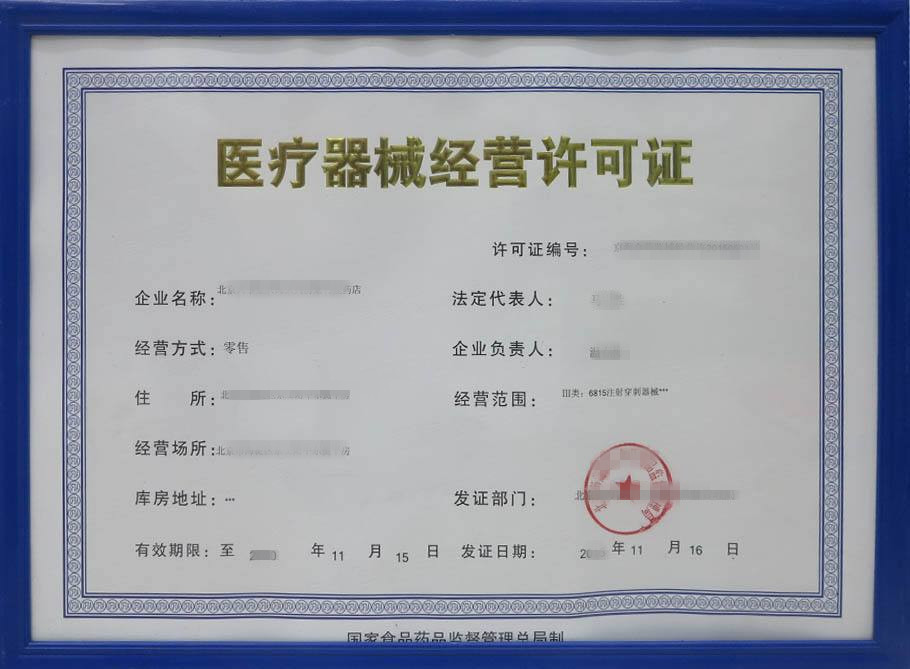 医疗器械经营许可证
许可证编号：
企业名称： 北京 药店
法定代表人：
经营方式：零售
企业负责人：
住 所：
经营范围： III类：6815注射穿刺器械***
经营场所：
库房地址：***
发证部门：
有效期限：至 年 11 月 15 日
发证日期： 年 11 月 16 日
国家食品药品监督管理总局制